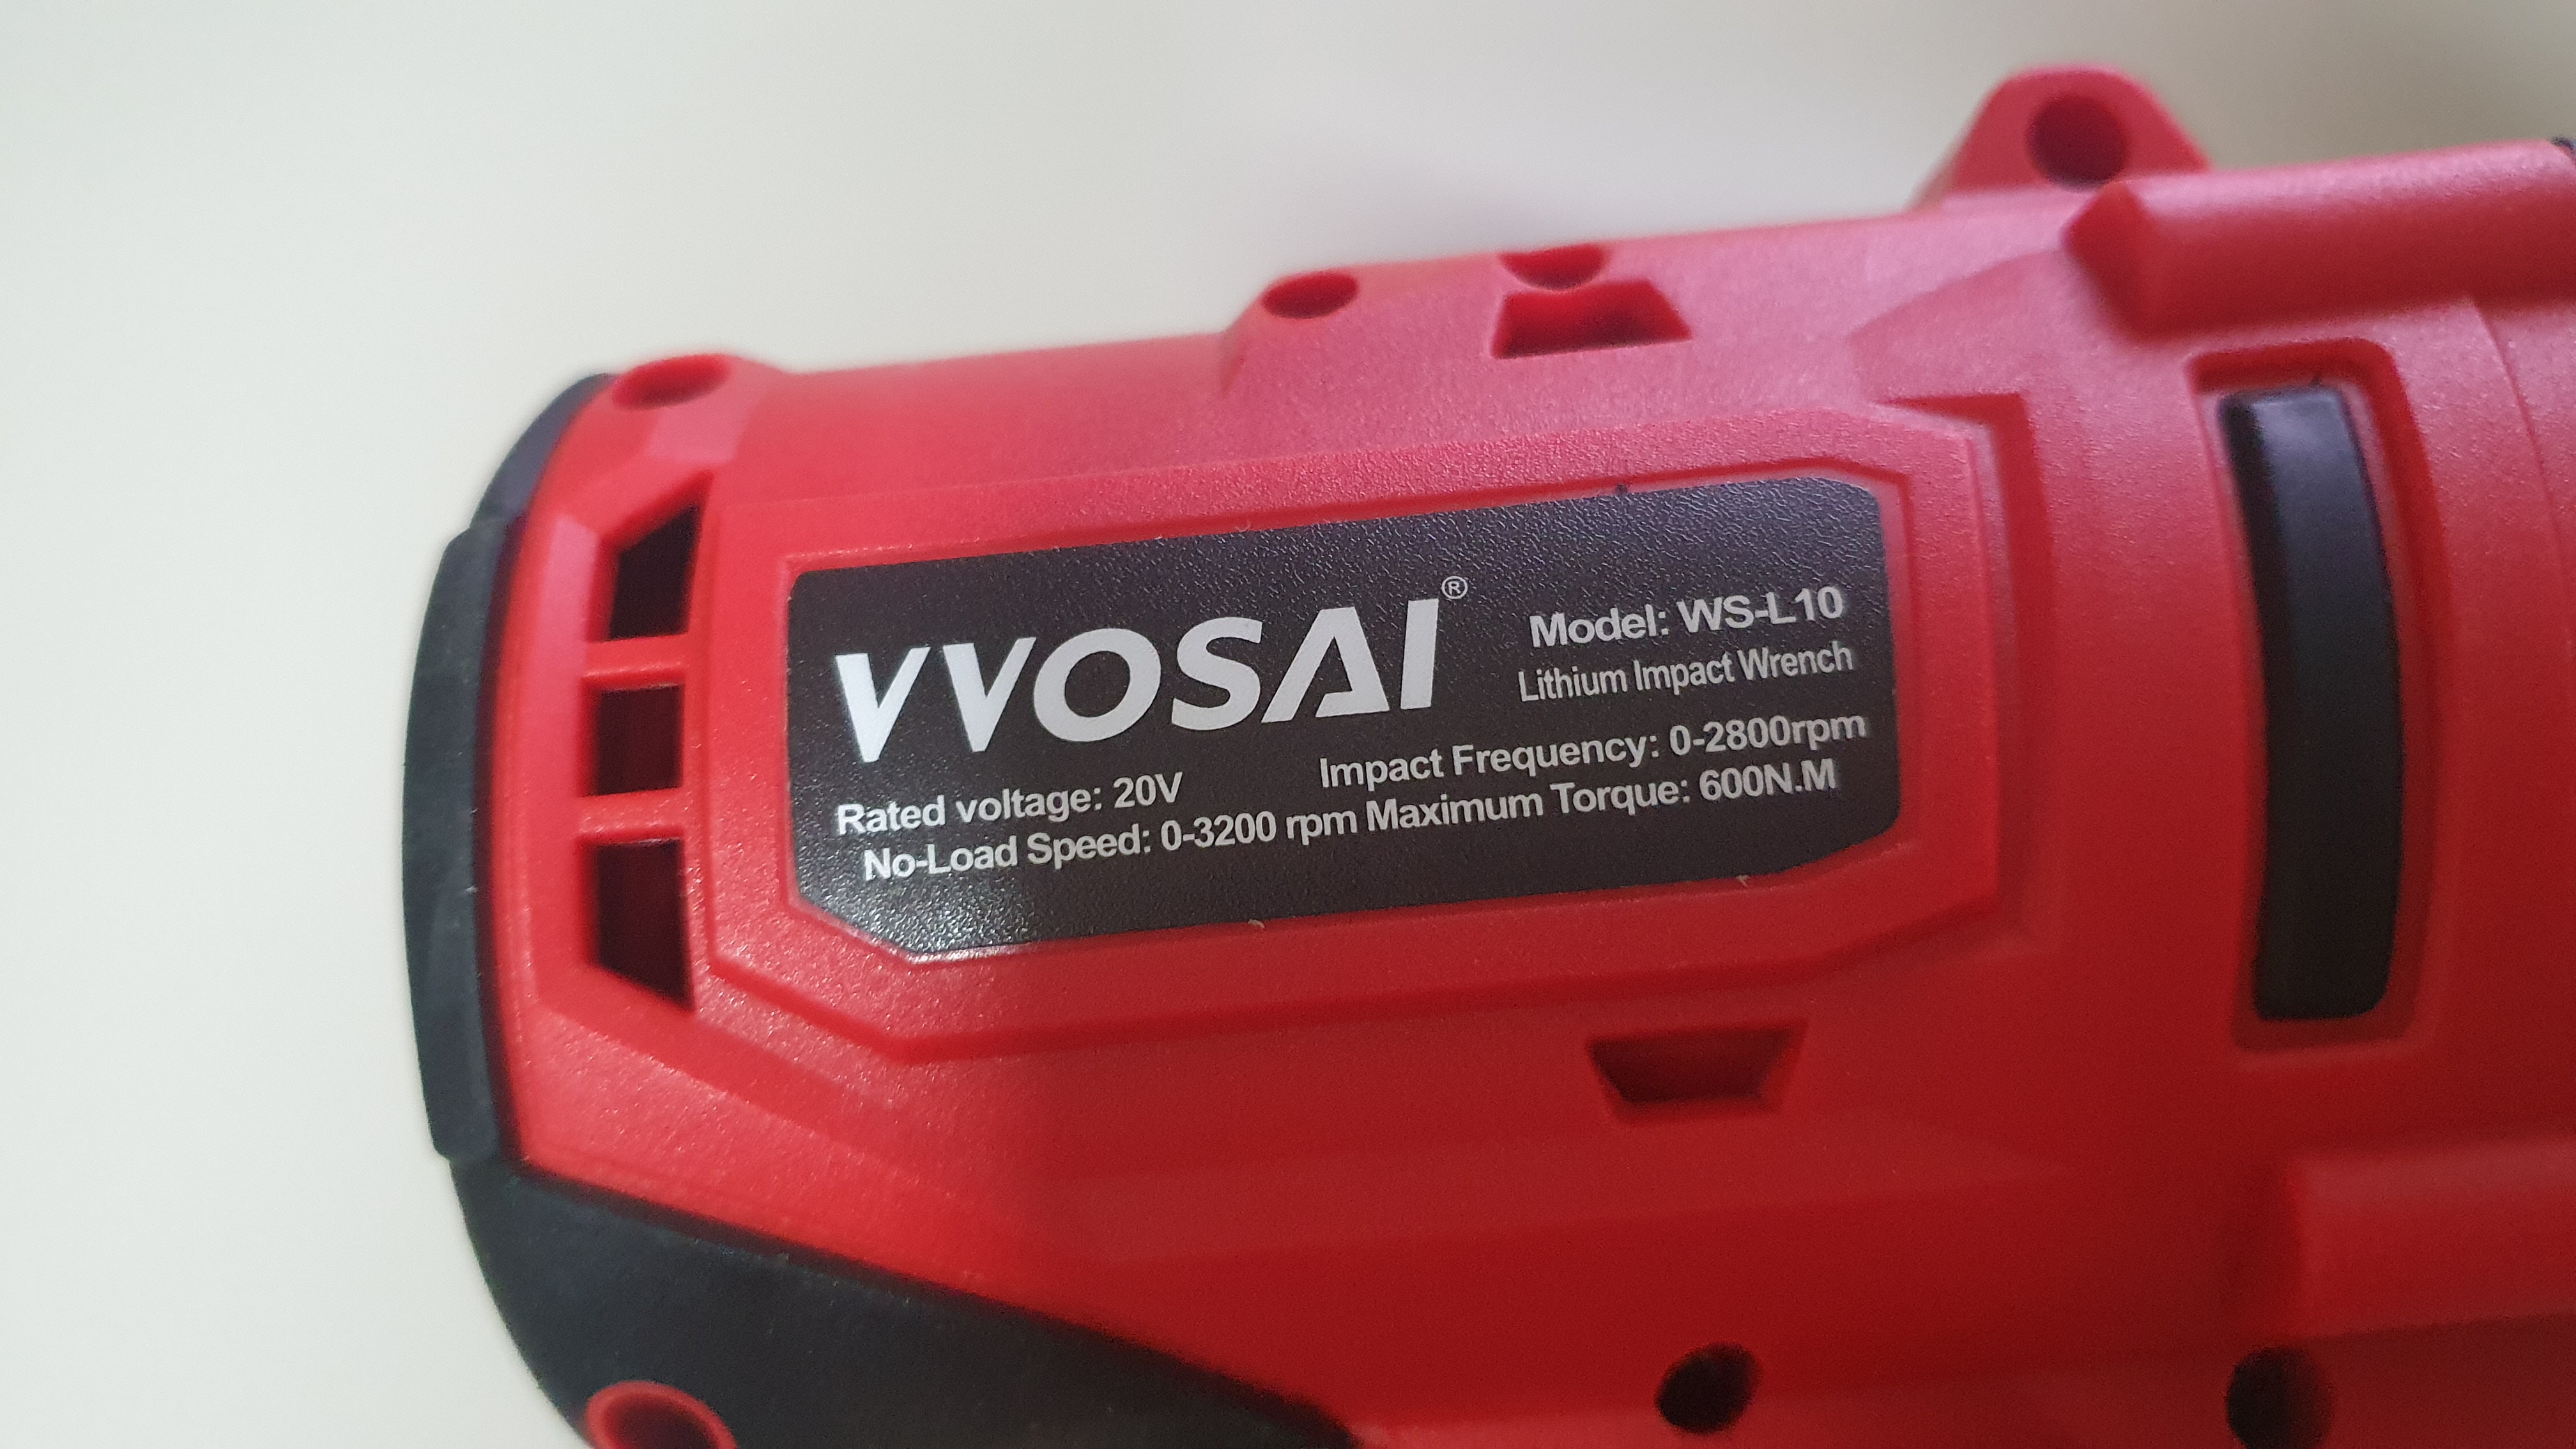 VVOSAI®
Model: WS-L10
Lithium Impact Wrench
Rated voltage: 20V Impact Frequency: 0-2800rpm
No-Load Speed: 0-3200 rpm Maximum Torque: 600N.M